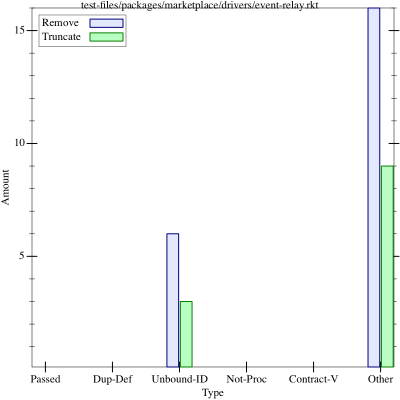 test-files/packages/marketplace/drivers/event-relay.rkt
Remove
Truncate
15
10
5
Amount
Passed Dup-Def Unbound-ID Not-Proc Contract-V Other
Type